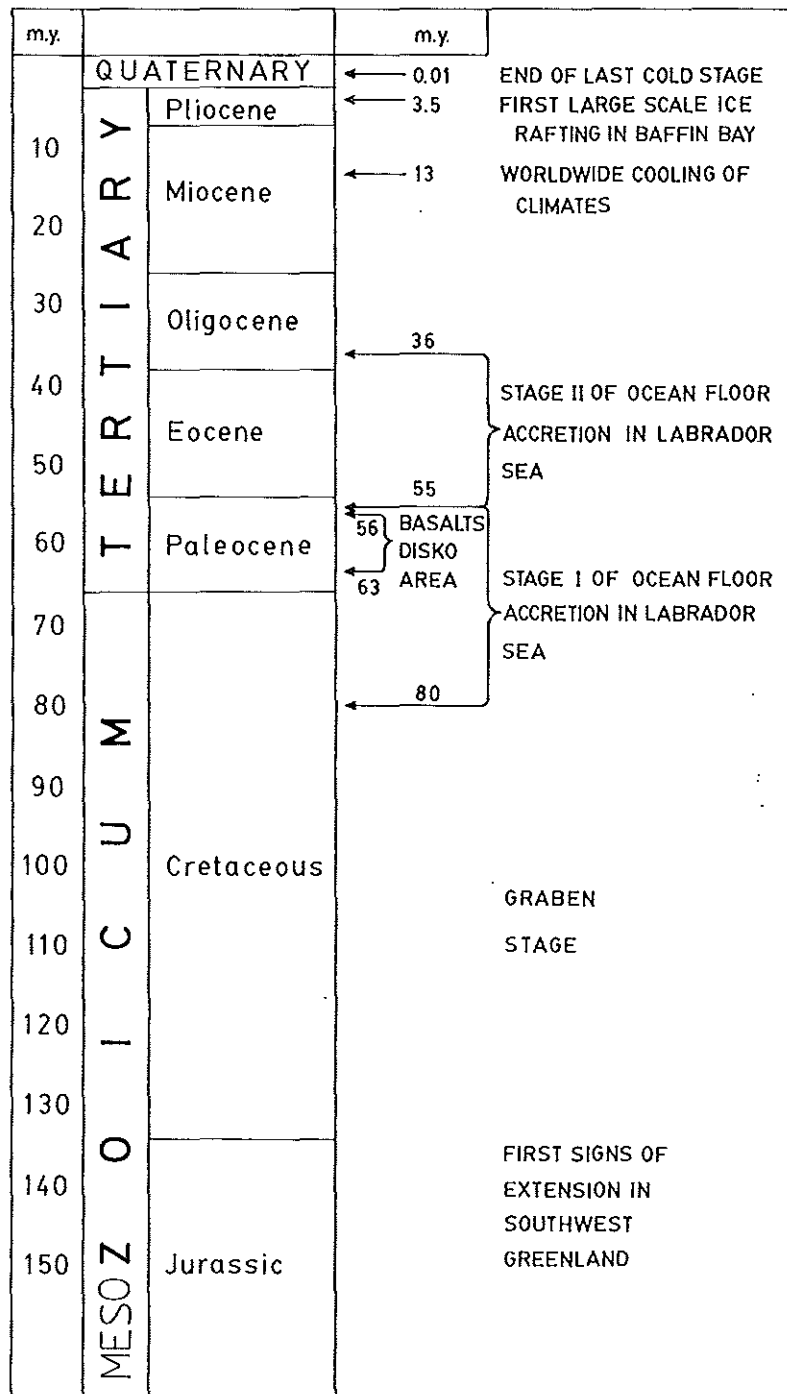 m.y.
m.y.
QUATERNARY
0.01 END OF LAST COLD STAGE
3.5 FIRST LARGE SCALE ICE
RAFTING IN BAFFIN BAY
Pliocene
10
13 WORLDWIDE COOLING OF
CLIMATES
Miocene
20
TERTIARY
30
Oligocene
36
40
STAGE II OF OCEAN FLOOR
ACCRETION IN LABRADOR
SEA
Eocene
50
55
56 BASALTS
DISKO
AREA
63
60
Paleocene
STAGE I OF OCEAN FLOOR
ACCRETION IN LABRADOR
SEA
70
80
80
90
100
Cretaceous
GRABEN
STAGE
110
120
130
MESOZOICUM
FIRST SIGNS OF
EXTENSION IN
SOUTHWEST
GREENLAND
140
150
Jurassic